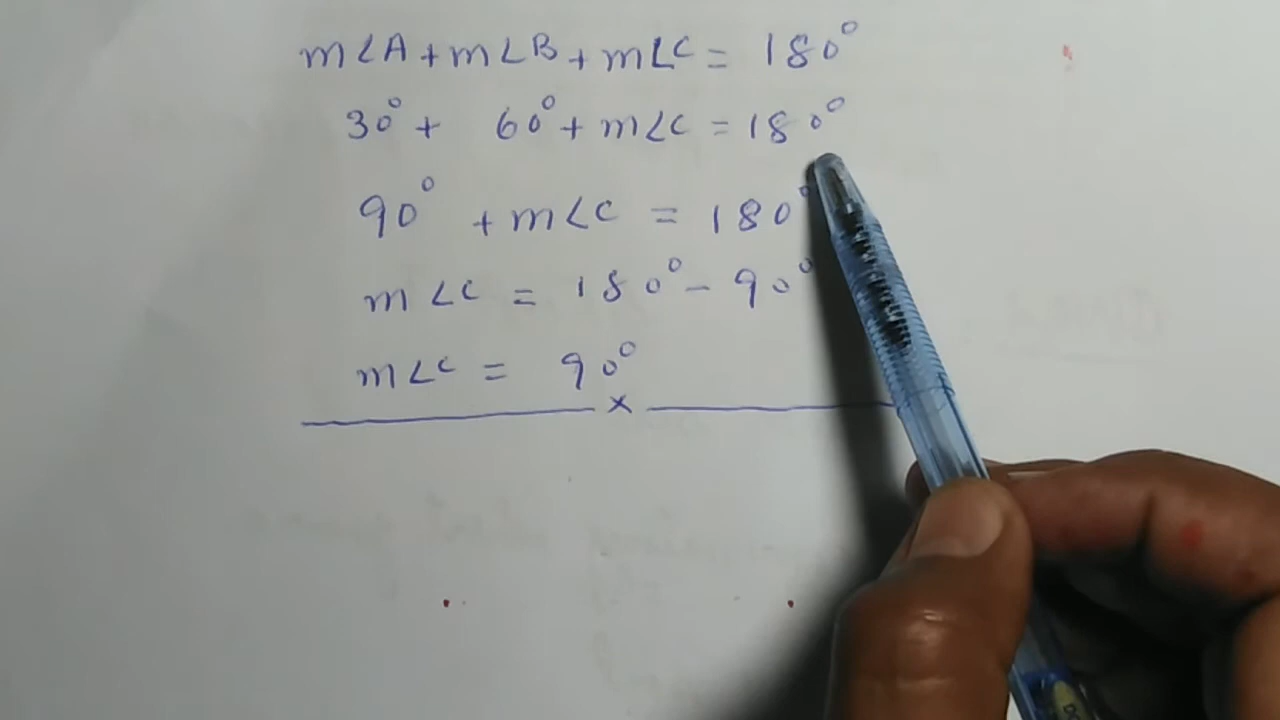 m∠A + m∠B + m∠C = 180°
30° + 60° + m∠C = 180°
90° + m∠C = 180°
m∠C = 180° - 90°
m∠C = 90°
x